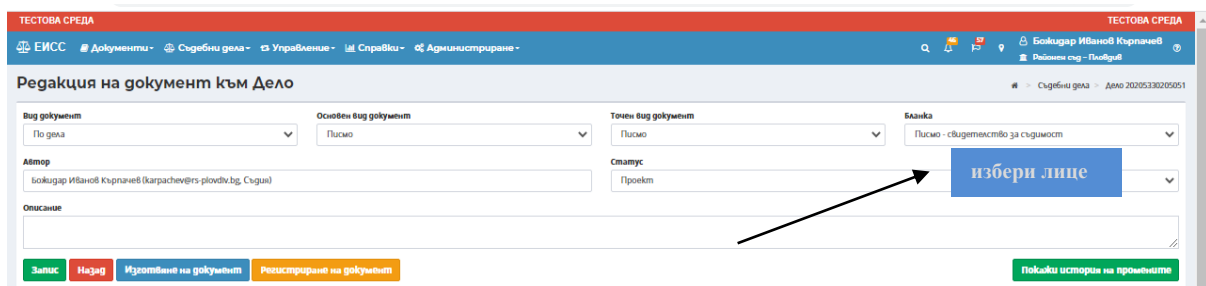 ТЕСТОВА СРЕДА ТЕСТОВА СРЕДА
ЕИСС Документи Съдебни дела Управление Справки Администриране 46 57 Божидар Иванов Кърпачев
Районен съд – Пловдив
Редакция на документ към Дело > Съдебни дела > Дело 20205330205051
Вид документ Основен вид документ Точен вид документ Бланка
По дела Писмо Писмо Писмо - свидетелство за съдимост
Автор Статус
Божидар Иванов Кърпачев (karpachev@rs-plovdiv.bg, Съдия) Проект избери лице
Описание
Запис Назад Изготвяне на документ Регистриране на документ Покажи история на промените